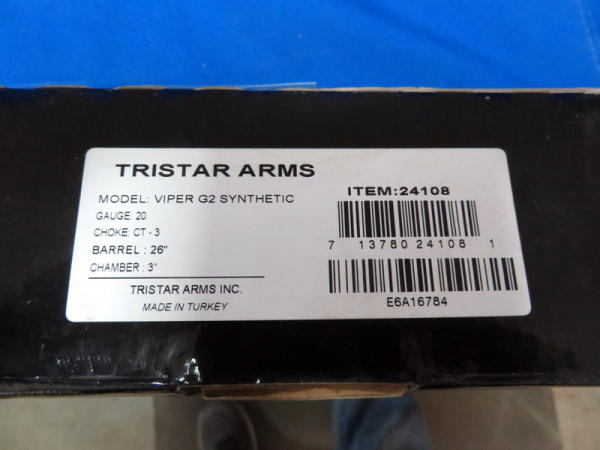 TRISTAR ARMS
MODEL: VIPER G2 SYNTHETIC
GAUGE: 20
CHOKE: CT - 3
BARREL : 26"
CHAMBER : 3"
TRISTAR ARMS INC.
MADE IN TURKEY
ITEM:24108
7 13780 24108 1
E6A16784